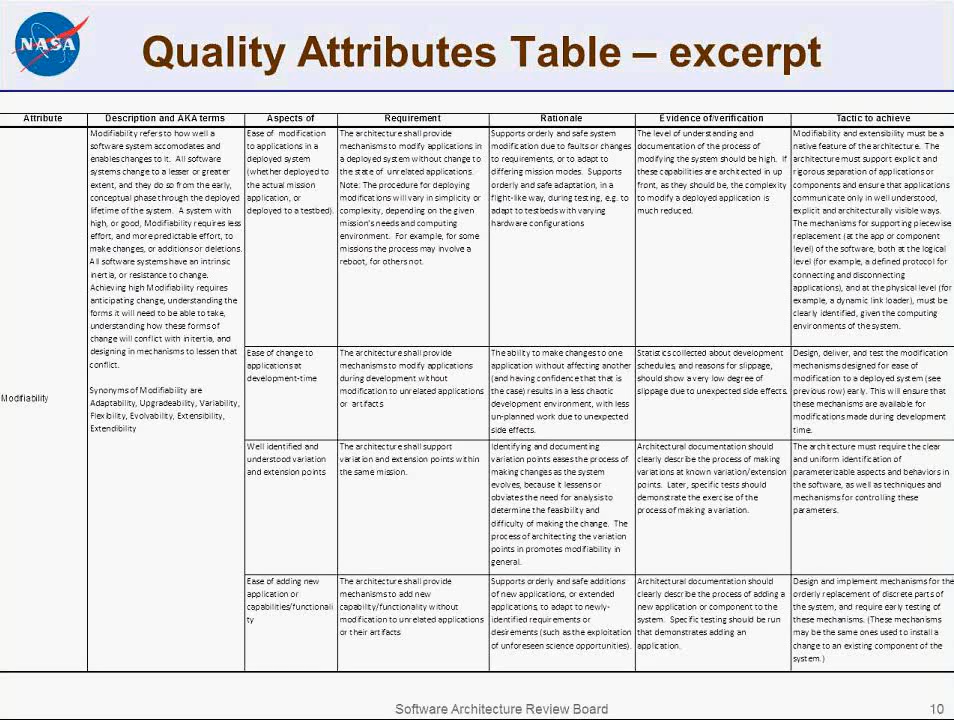 NASA
Quality Attributes Table – excerpt
Attribute
Description and AKA terms
Aspects of
Requirement
Rationale
Evidence of/verification
Tactic to achieve
Modifiability
Modifiability refers to how well a
software system accomodates and
enables changes to it. All software
systems change to a lesser or greater
extent, and they do so from the early,
conceptual phase through the deployed
lifetime of the system. A system with
high, or good, Modifiability requires less
effort, and more predictable effort, to
make changes, or additions or deletions.
All software systems have an intrinsic
inertia, or resistance to change.
Achieving high Modifiability requires
anticipating change, understanding the
forms it will need to be able to take,
understanding how these forms of
change will conflict with initertia, and
designing in mechanisms to lessen that
conflict.
Synonyms of Modifiability are
Adaptability, Upgradeability, Variability,
Flexibility, Evolvability, Extensibility,
Extendibility
Ease of modification
to applications in a
deployed system
(whether deployed to
the actual mission
application, or
deployed to a testbed).
The architecture shall provide
mechanisms to modify applications in
a deployed system without change to
the state of unrelated applications.
Note: The procedure for deploying
modifications will vary in simplicity or
complexity, depending on the given
mission's needs and computing
environment. For example, for some
missions the process may involve a
reboot, for others not.
Supports orderly and safe system
modification due to faults or changes
to requirements, or to adapt to
differing mission modes. Supports
orderly and safe adaptation, in a
flight-like way, during testing, e.g. to
adapt to testbeds with varying
hardware configurations
The level of understanding and
documentation of the process of
modifying the system should be high. If
these capabilities are architected in up
front, as they should be, the complexity
to modify a deployed application is
much reduced.
Modifiability and extensibility must be a
native feature of the architecture. The
architecture must support explicit and
rigorous separation of applications or
components and ensure that applications
communicate only in well understood,
explicit and architecturally visible ways.
The mechanisms for supporting piecewise
replacement (at the app or component
level) of the software, both at the logical
level (for example, a defined protocol for
connecting and disconnecting
applications), and at the physical level (for
example, a dynamic link loader), must be
clearly identified, given the computing
environments of the system.
Ease of change to
applications at
development-time
The architecture shall provide
mechanisms to modify applications
during development without
modification to unrelated applications
or artifacts
The ability to make changes to one
application without affecting another
(and having confidence that that is
the case) results in a less chaotic
development environment, with less
un-planned work due to unexpected
side effects.
Statistics collected about development
schedules, and reasons for slippage,
should show a very low degree of
slippage due to unexpected side effects.
Design, deliver, and test the modification
mechanisms designed for ease of
modification to a deployed system (see
previous row) early. This will ensure that
these mechanisms are available for
modifications made during development
time.
Well identified and
understood variation
and extension points
The architecture shall support
variation and extension points within
the same mission.
Identifying and documenting
variation points eases the process of
making changes as the system
evolves, because it lessens or
obviates the need for analysis to
determine the feasibility and
difficulty of making the change. The
process of architecting the variation
points in promotes modifiability in
general.
Architectural documentation should
clearly describe the process of making
variations at known variation/extension
points. Later, specific tests should
demonstrate the exercise of the
process of making a variation.
The architecture must require the clear
and uniform identification of
parameterizable aspects and behaviors in
the software, as well as techniques and
mechanisms for controlling these
parameters.
Ease of adding new
application or
capabilities/functionali
ty
The architecture shall provide
mechanisms to add new
capability/functionality without
modification to unrelated applications
or their artifacts
Supports orderly and safe additions
of new applications, or extended
applications, to adapt to newly-
identified requirements or
desirements (such as the exploitation
of unforeseen science opportunities).
Architectural documentation should
clearly describe the process of adding a
new application or component to the
system. Specific testing should be run
that demonstrates adding an
application.
Design and implement mechanisms for the
orderly replacement of discrete parts of
the system, and require early testing of
these mechanisms. (These mechanisms
may be the same ones used to install a
change to an existing component of the
system.)
Software Architecture Review Board
10